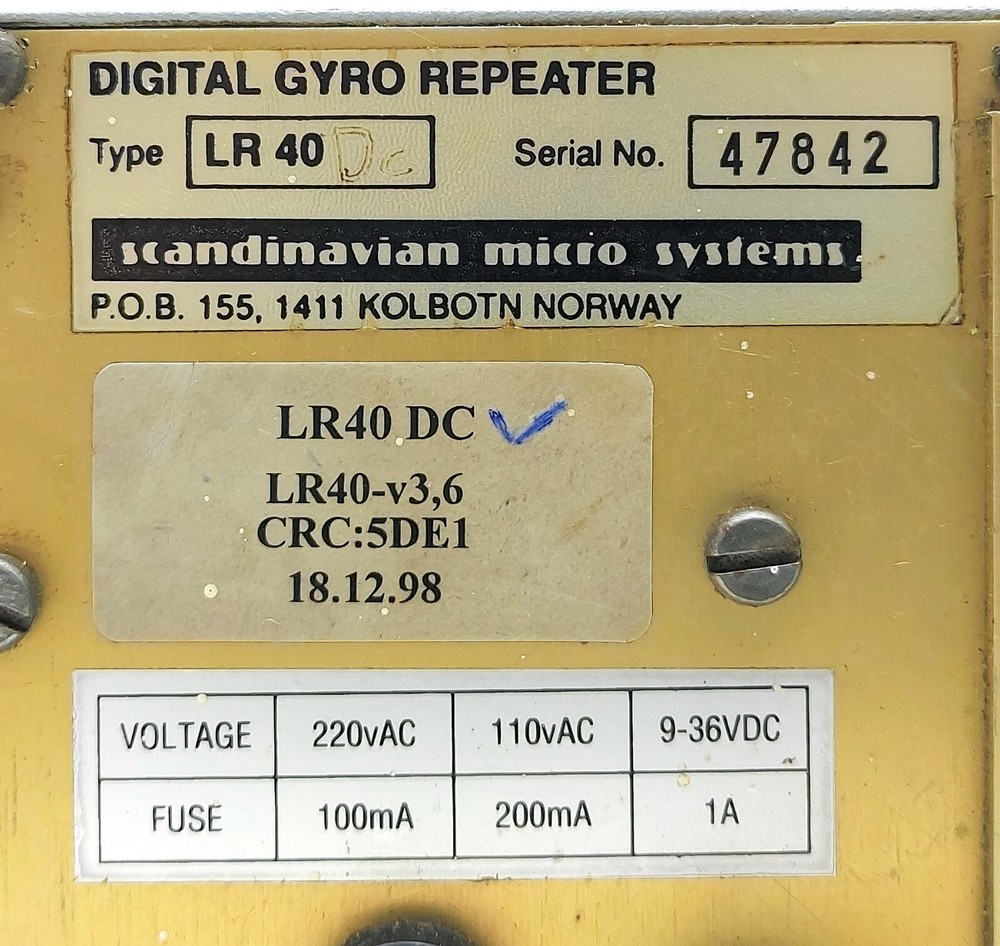 DIGITAL GYRO REPEATER
Type LR 40 Dc Serial No. 47842
scandinavian micro systems
P.O.B. 155, 1411 KOLBOTN NORWAY
LR40 DC ✓
LR40-v3,6
CRC:5DE1
18.12.98
VOLTAGE 220vAC 110vAC 9-36VDC
FUSE 100mA 200mA 1A